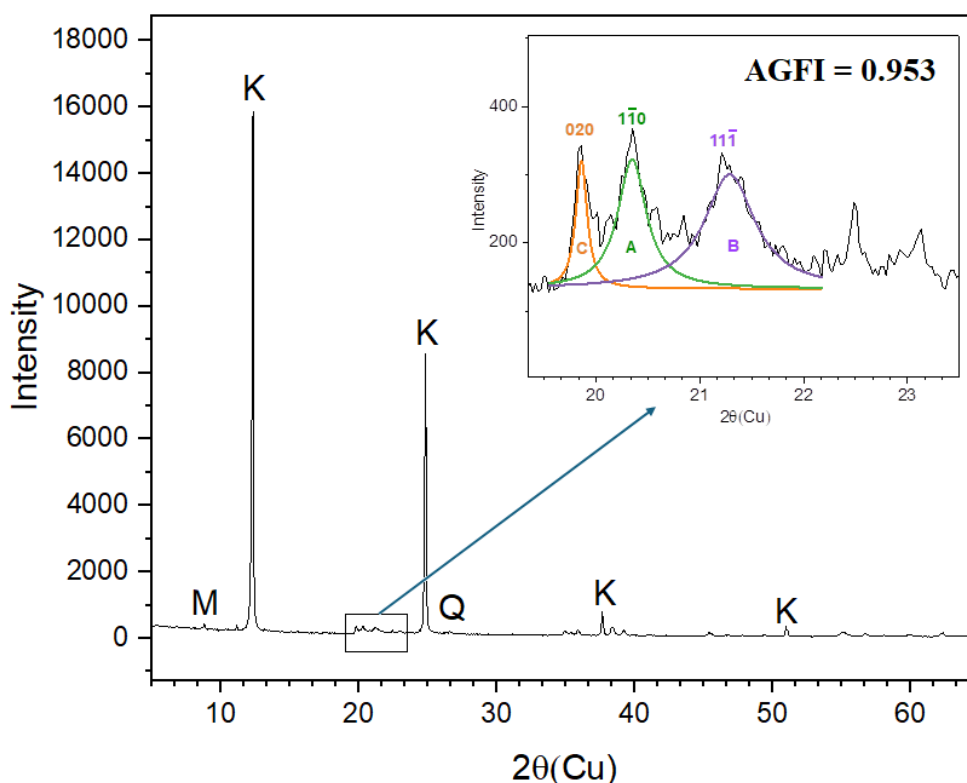 18000
16000
14000
12000
10000
8000
6000
4000
2000
0
Intensity
K
K
K
K
M
Q
10 20 30 40 50 60
2θ(Cu)
AGFI = 0.953
400
200
Intensity
020
11̄0
111̄
C
A
B
20 21 22 23
2θ(Cu)